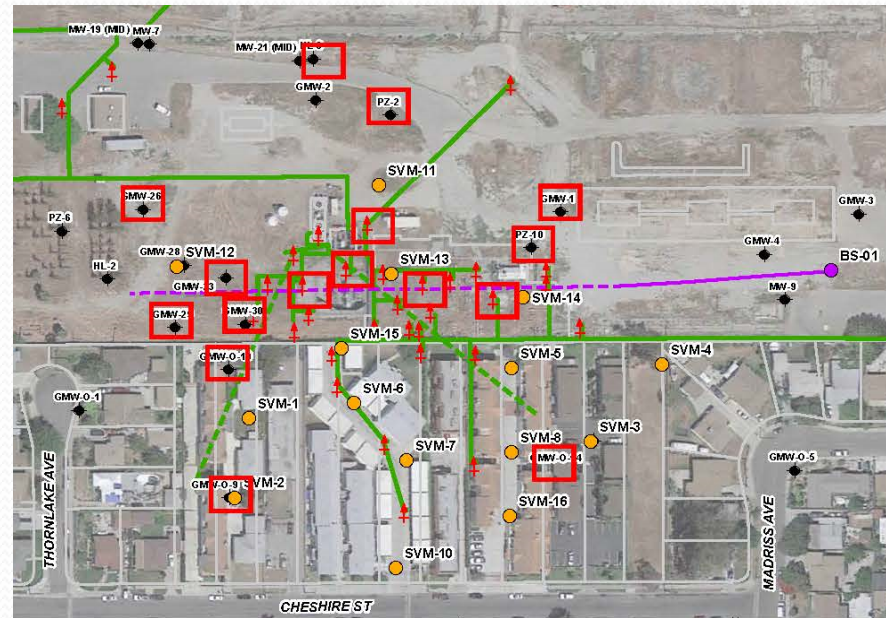 MW-19 (MID) MW-7
MW-21 (MID)
GMW-2
PZ-2
SVM-11
GMW-26
GMW-1
GMW-3
PZ-6
PZ-10
GMW-28 SVM-12
GMW-4
BS-01
HL-2
SVM-13
MW-9
SVM-14
GMW-30
SVM-15
SVM-5
SVM-4
GMW-O-1
SVM-6
SVM-1
SVM-3
SVM-7
SVM-8
GMW-O-5
GMW-O-9 SVM-2
SVM-16
SVM-10
THORNLAKE AVE
MADRISS AVE
CHESHIRE ST